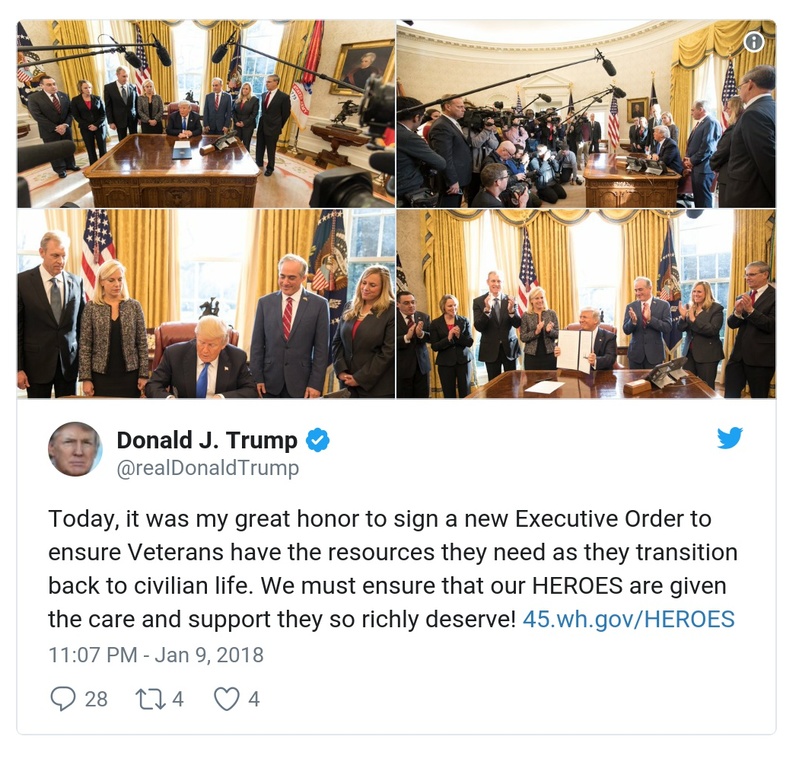 Donald J. Trump
@realDonaldTrump
Today, it was my great honor to sign a new Executive Order to
ensure Veterans have the resources they need as they transition
back to civilian life. We must ensure that our HEROES are given
the care and support they so richly deserve! 45.wh.gov/HEROES
11:07 PM - Jan 9, 2018
28 4 4